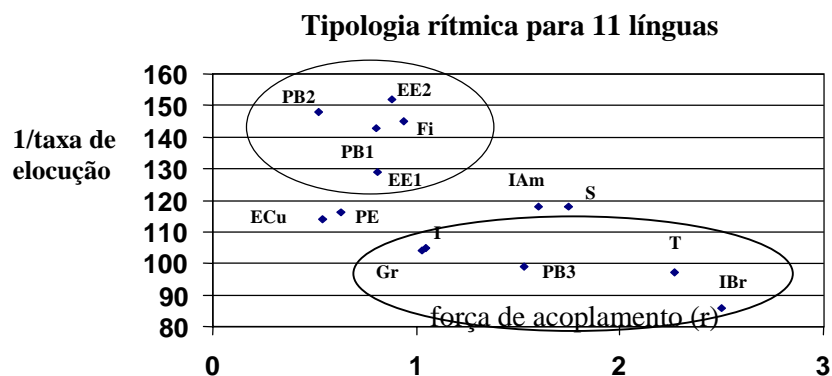 Tipologia rítmica para 11 línguas
1/taxa de
elocução
160
150
140
130
120
110
100
90
80
PB2
EE2
Fi
PB1
EE1
IAm
S
ECu
PE
I
T
Gr
PB3
IBr
força de acoplamento (r)
0
1
2
3